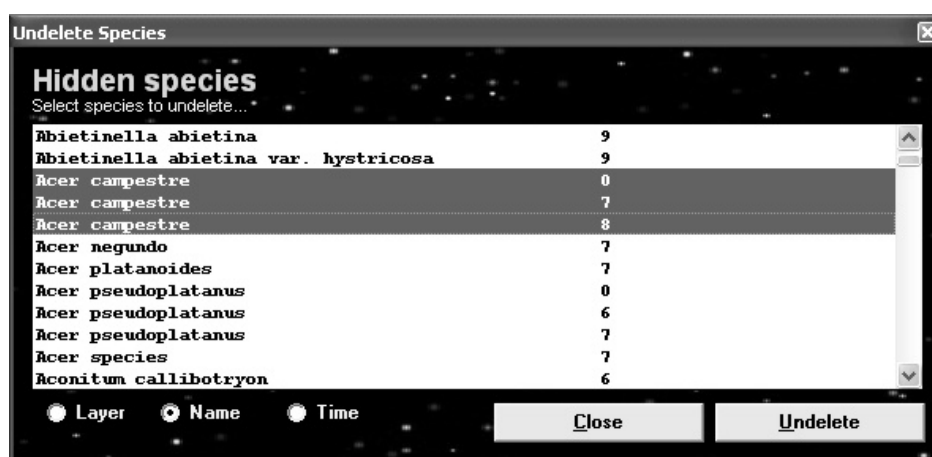 Undelete Species
Hidden species
Select species to undelete...
Abietinella abietina 9
Abietinella abietina var. hystricosa 9
Acer campestre 0
Acer campestre 7
Acer campestre 8
Acer negundo 7
Acer platanoides 7
Acer pseudoplatanus 0
Acer pseudoplatanus 6
Acer pseudoplatanus 7
Acer species 7
Aconitum callibotryon 6
Layer Name Time Close Undelete